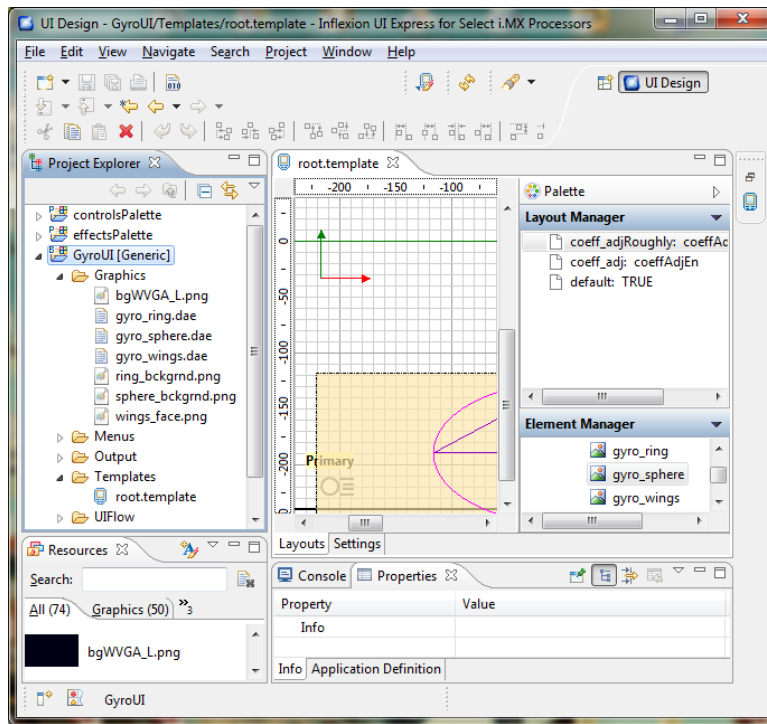 UI Design - GyroUI/Templates/root.template - Inflexion UI Express for Select i.MX Processors
File Edit View Navigate Search Project Window Help
010
UI Design
Project Explorer
controlsPalette
effectsPalette
GyroUI [Generic]
Graphics
bgWVGA_L.png
gyro_ring.dae
gyro_sphere.dae
gyro_wings.dae
ring_bckgrnd.png
sphere_bckgrnd.png
wings_face.png
Menus
Output
Templates
root.template
UIFlow
root.template
-200 -150 -100
0
-50
-100
-150
-200
Primary
Layouts Settings
Palette
Layout Manager
coeff_adjRoughly: coeffAc
coeff_adj: coeffAdjEn
default: TRUE
Element Manager
gyro_ring
gyro_sphere
gyro_wings
Resources
Search:
All (74) Graphics (50) »3
bgWVGA_L.png
Console Properties
Property Value
Info
Info Application Definition
GyroUI